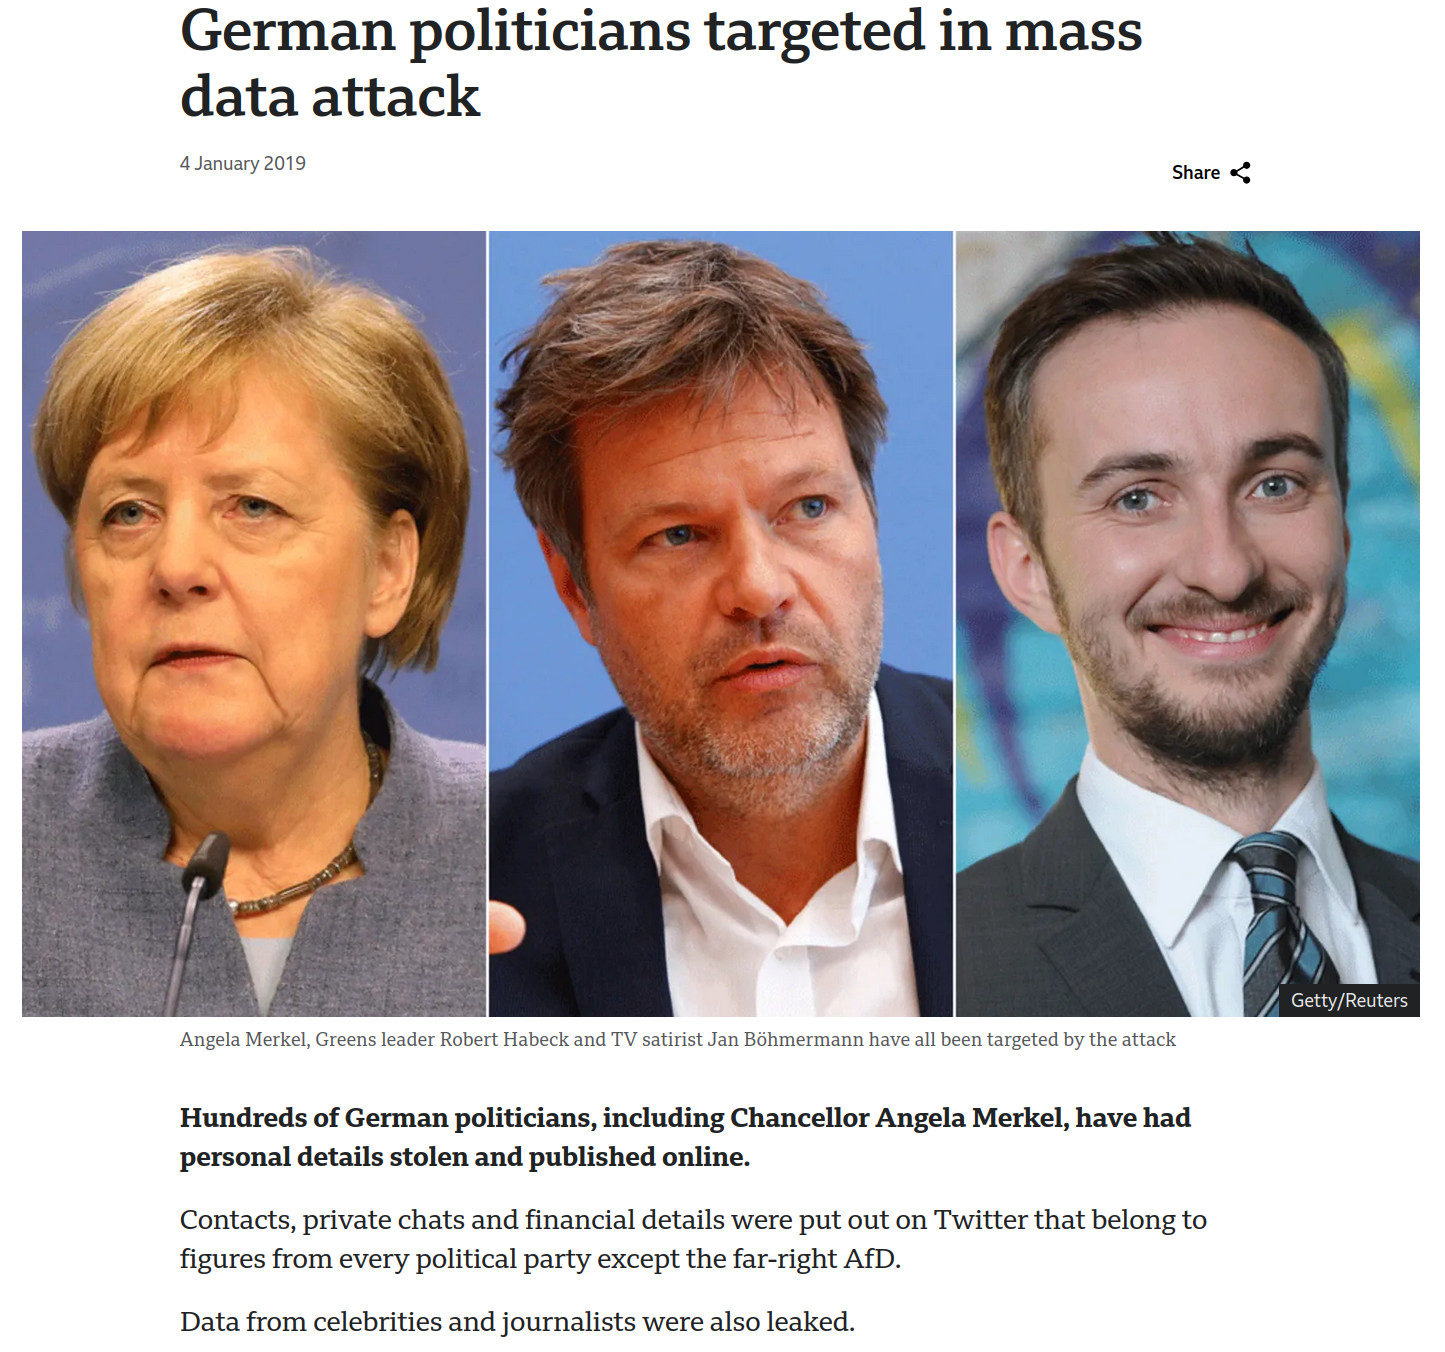 German politicians targeted in mass
data attack
4 January 2019
Share
Getty/Reuters
Angela Merkel, Greens leader Robert Habeck and TV satirist Jan Böhmermann have all been targeted by the attack
Hundreds of German politicians, including Chancellor Angela Merkel, have had
personal details stolen and published online.
Contacts, private chats and financial details were put out on Twitter that belong to
figures from every political party except the far-right AfD.
Data from celebrities and journalists were also leaked.